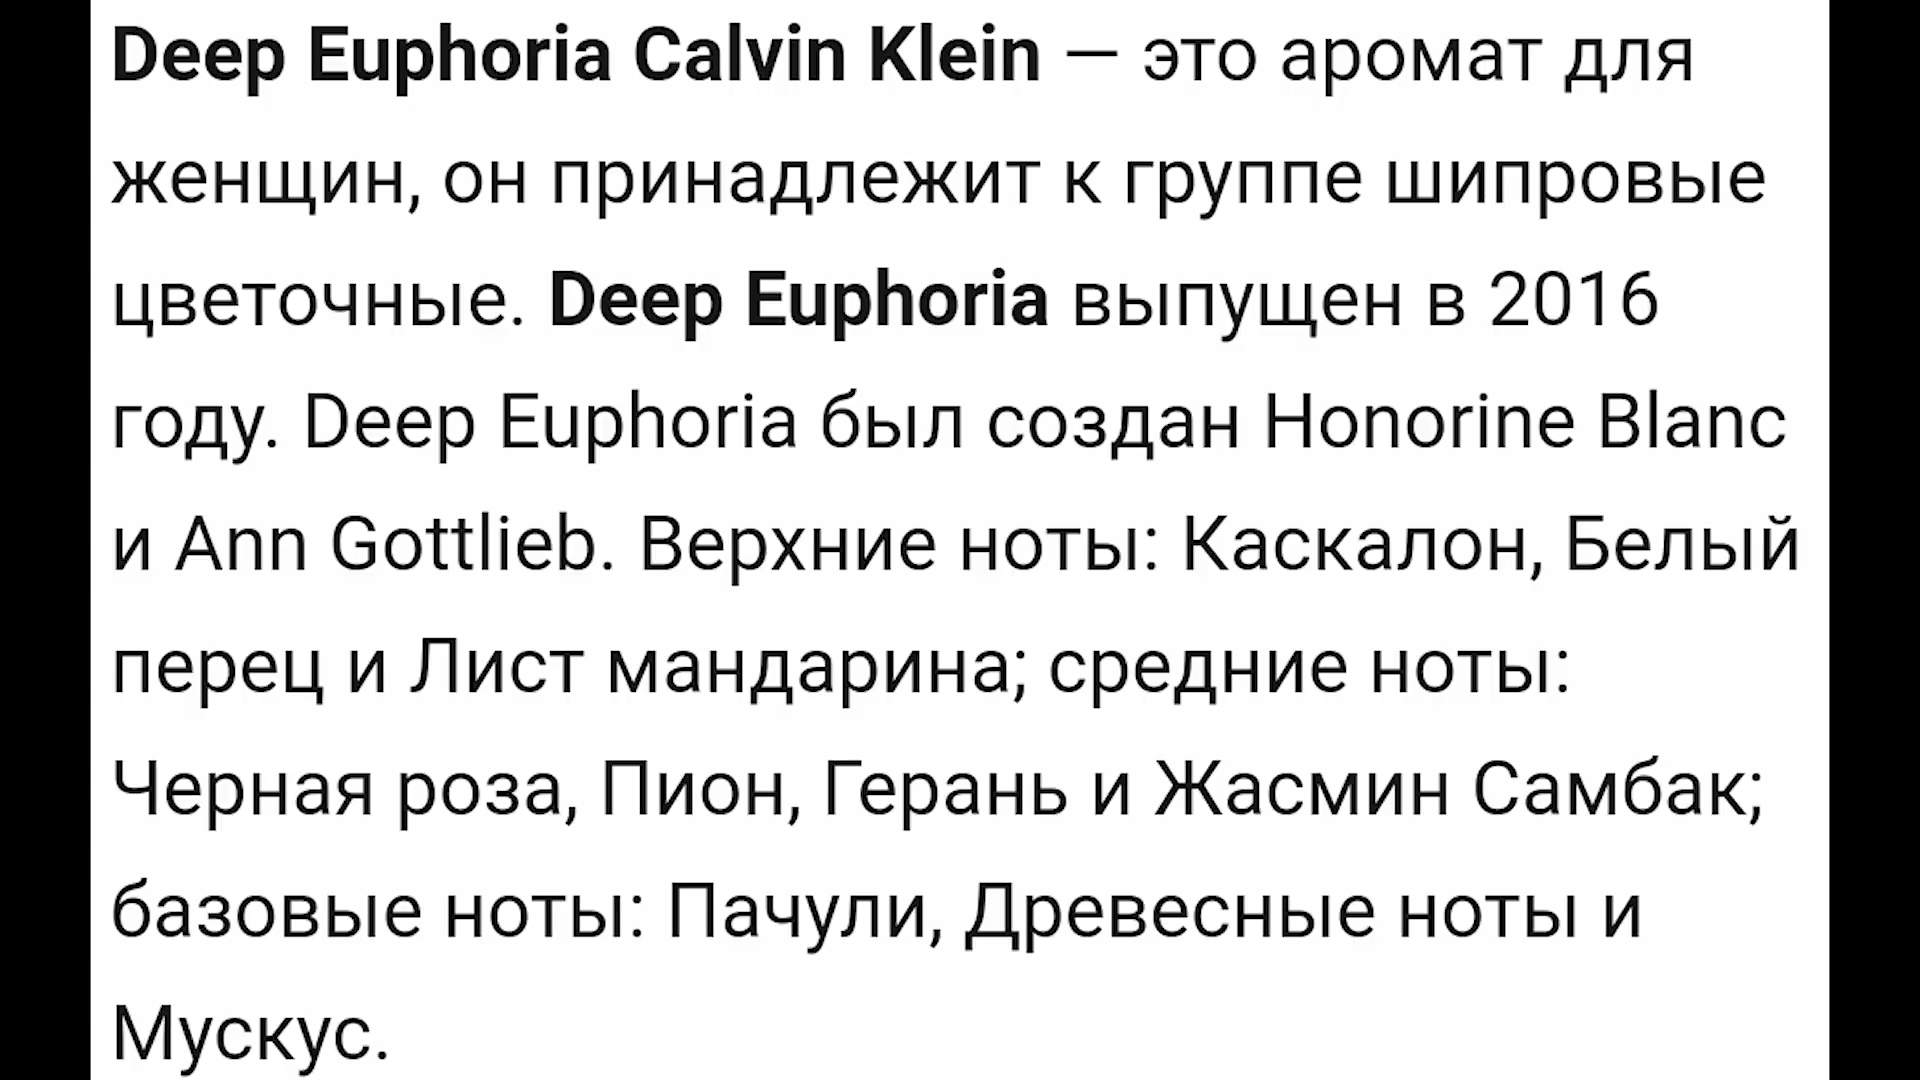 Deep Euphoria Calvin Klein — это аромат для
женщин, он принадлежит к группе шипровые
цветочные. Deep Euphoria выпущен в 2016
году. Deep Euphoria был создан Honorine Blanc
и Ann Gottlieb. Верхние ноты: Каскалон, Белый
перец и Лист мандарина; средние ноты:
Черная роза, Пион, Герань и Жасмин Самбак;
базовые ноты: Пачули, Древесные ноты и
Мускус.